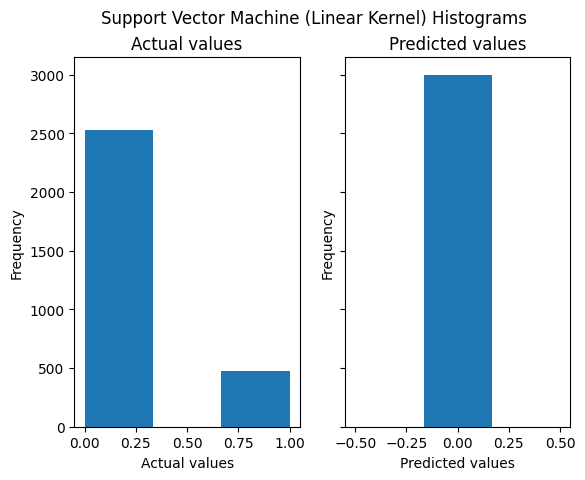 Support Vector Machine (Linear Kernel) Histograms
Actual values
Predicted values
3000
2500
2000
1500
1000
500
0
Frequency
Frequency
0.00 0.25 0.50 0.75 1.00
−0.50 −0.25 0.00 0.25 0.50
Actual values
Predicted values